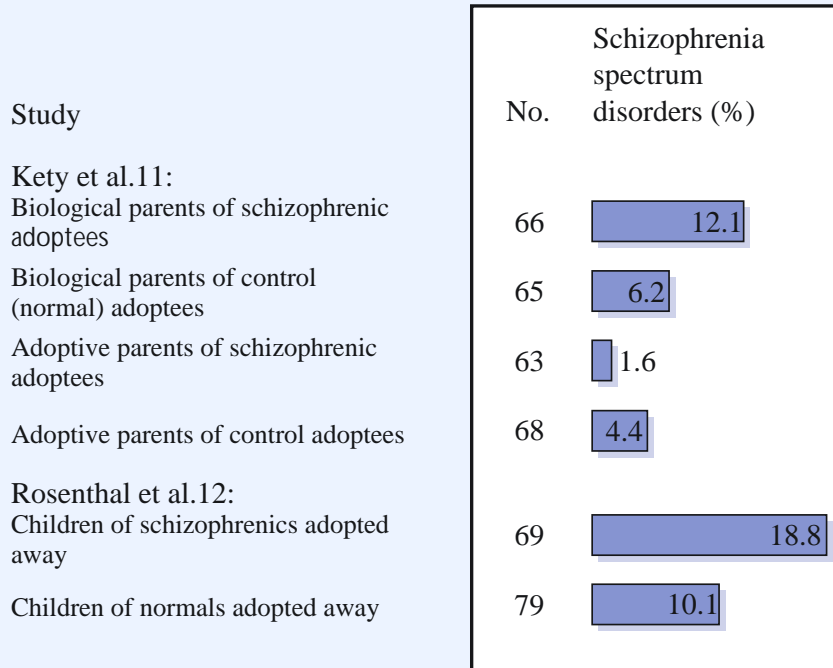 Schizophrenia
spectrum
Study No. disorders (%)
Kety et al.11:
Biological parents of schizophrenic
adoptees 66 12.1
Biological parents of control
(normal) adoptees 65 6.2
Adoptive parents of schizophrenic
adoptees 63 1.6
Adoptive parents of control adoptees 68 4.4
Rosenthal et al.12:
Children of schizophrenics adopted
away 69 18.8
Children of normals adopted away 79 10.1